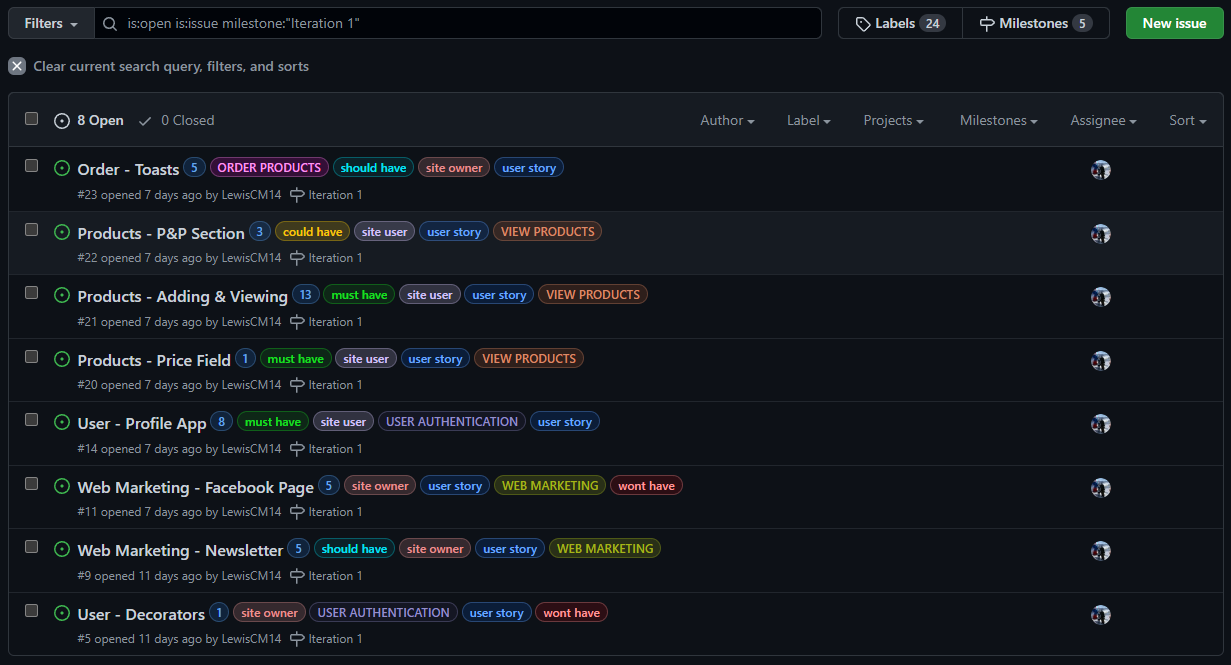 Filters is:open is:issue milestone:"Iteration 1" Labels 24 Milestones 5 New issue
Clear current search query, filters, and sorts
8 Open 0 Closed Author Label Projects Milestones Assignee Sort
Order - Toasts 5 ORDER PRODUCTS should have site owner user story
#23 opened 7 days ago by LewisCM14 Iteration 1
Products - P&P Section 3 could have site user user story VIEW PRODUCTS
#22 opened 7 days ago by LewisCM14 Iteration 1
Products - Adding & Viewing 13 must have site user user story VIEW PRODUCTS
#21 opened 7 days ago by LewisCM14 Iteration 1
Products - Price Field 1 must have site user user story VIEW PRODUCTS
#20 opened 7 days ago by LewisCM14 Iteration 1
User - Profile App 8 must have site user USER AUTHENTICATION user story
#14 opened 7 days ago by LewisCM14 Iteration 1
Web Marketing - Facebook Page 5 site owner user story WEB MARKETING wont have
#11 opened 7 days ago by LewisCM14 Iteration 1
Web Marketing - Newsletter 5 should have site owner user story WEB MARKETING
#9 opened 11 days ago by LewisCM14 Iteration 1
User - Decorators 1 site owner USER AUTHENTICATION user story wont have
#5 opened 11 days ago by LewisCM14 Iteration 1